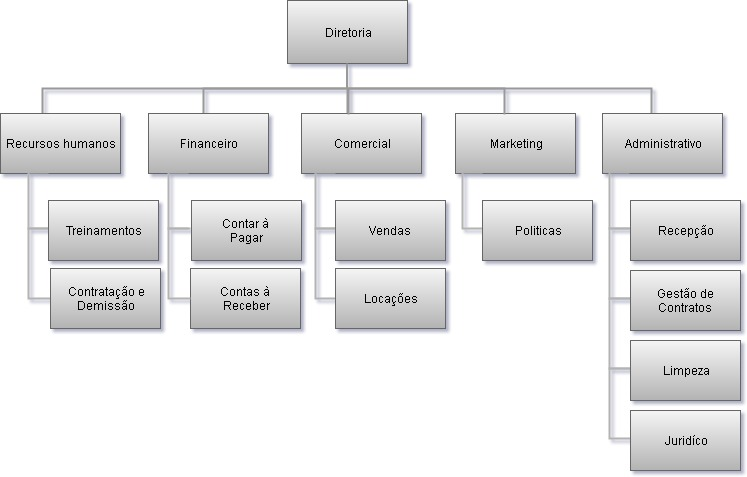 Diretoria
Recursos humanos
Financeiro
Comercial
Marketing
Administrativo
Treinamentos
Contar à
Pagar
Vendas
Politicas
Recepção
Contratação e
Demissão
Contas à
Receber
Locações
Gestão de
Contratos
Limpeza
Juridíco